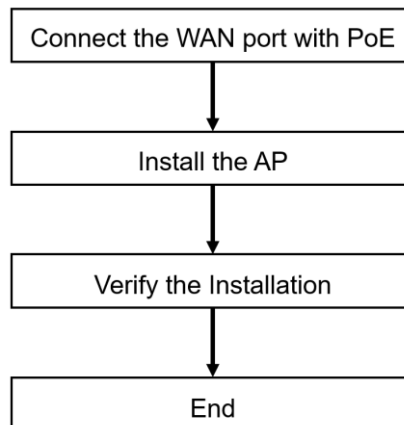 Connect the WAN port with PoE
Install the AP
Verify the Installation
End